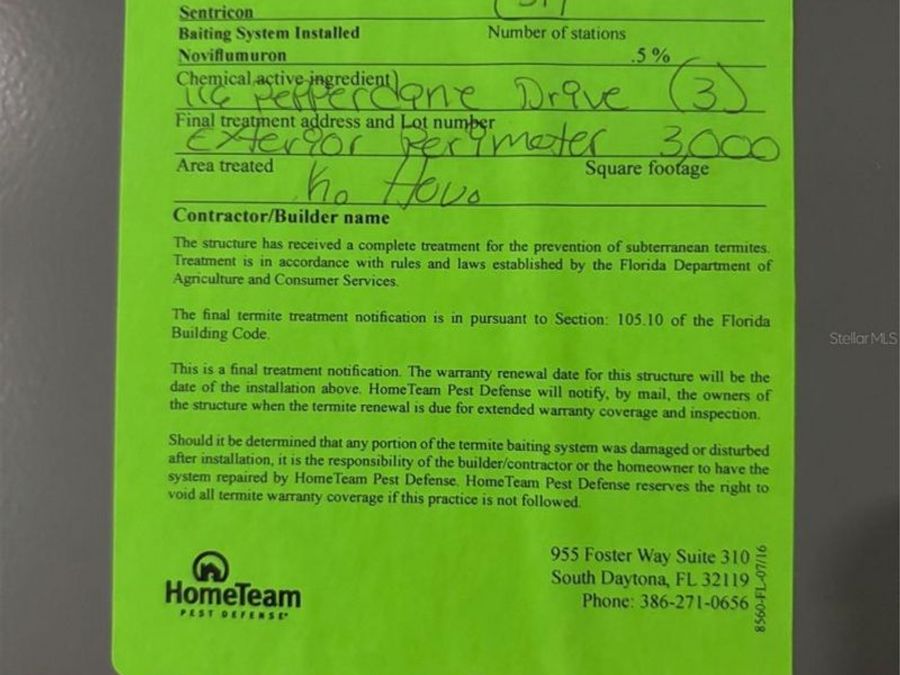 Sentricon
Baiting System Installed Number of stations
Noviflumuron .5 %
Chemical active ingredient)
116 Pepperdane Drive (3)
Final treatment address and Lot number
Exterior Perimeter 3,000
Area treated Square footage
K. Hov.
Contractor/Builder name
The structure has received a complete treatment for the prevention of subterranean termites.
Treatment is in accordance with rules and laws established by the Florida Department of
Agriculture and Consumer Services.
The final termite treatment notification is in pursuant to Section: 105.10 of the Florida
Building Code.
This is a final treatment notification. The warranty renewal date for this structure will be the
date of the installation above. HomeTeam Pest Defense will notify, by mail, the owners of
the structure when the termite renewal is due for extended warranty coverage and inspection.
Should it be determined that any portion of the termite baiting system was damaged or disturbed
after installation, it is the responsibility of the builder/contractor or the homeowner to have the
system repaired by HomeTeam Pest Defense. HomeTeam Pest Defense reserves the right to
void all termite warranty coverage if this practice is not followed.
HomeTeam
PEST DEFENSE
955 Foster Way Suite 310
South Daytona, FL 32119
Phone: 386-271-0656
8560-FL-07/16
Stellar MLS